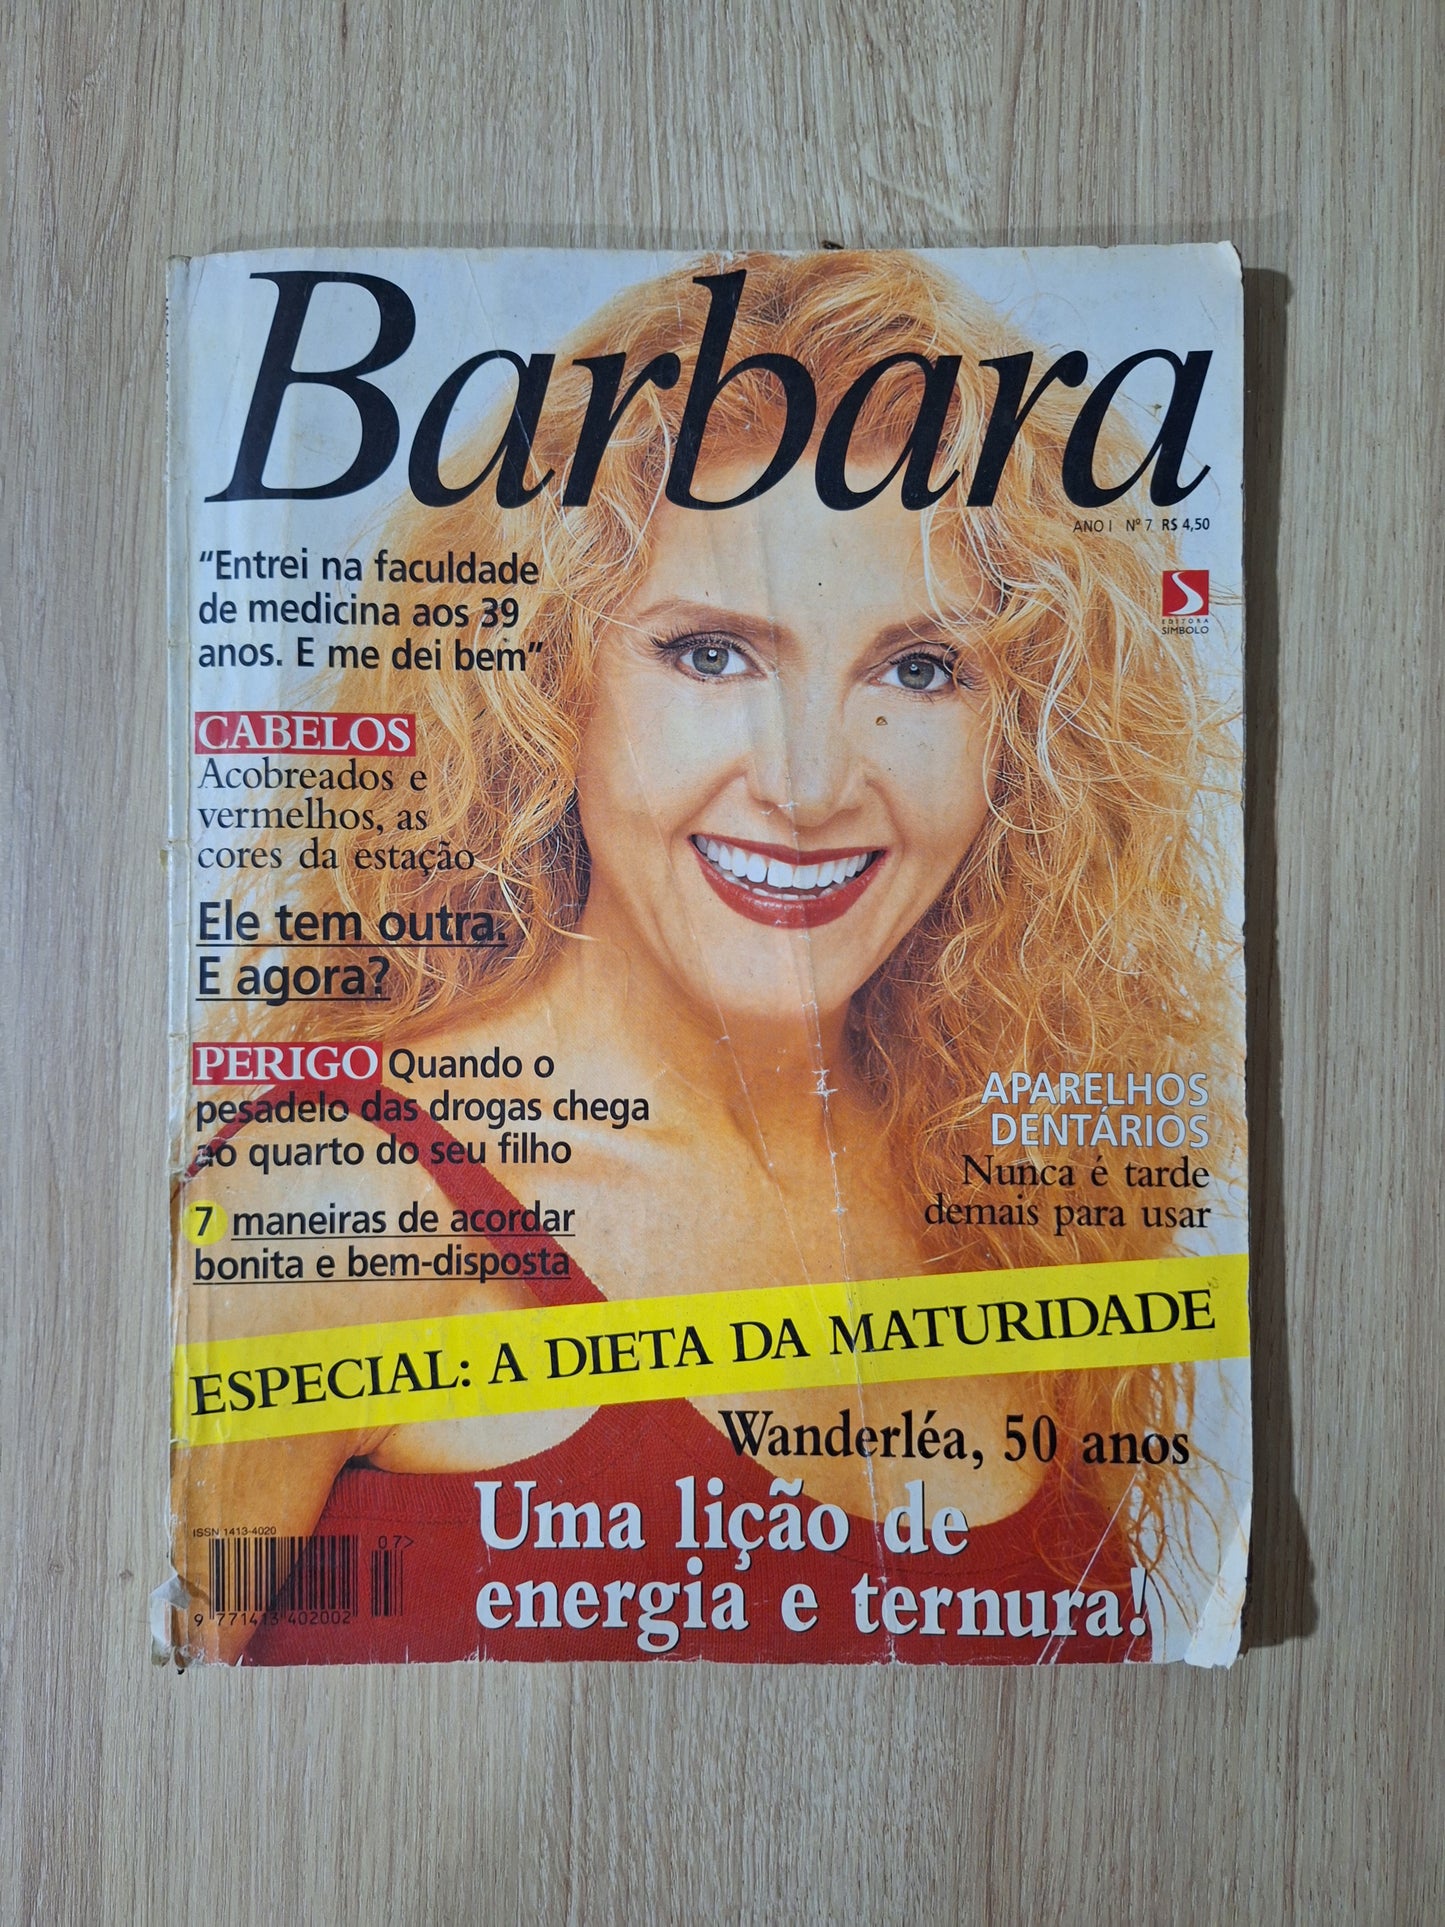 Barbara
ANO I Nº 7 R$ 4,50
EDITORA
SÍMBOLO
“Entrei na faculdade
de medicina aos 39
anos. E me dei bem”
CABELOS
Acobreados e
vermelhos, as
cores da estação
Ele tem outra.
E agora?
PERIGO Quando o
pesadelo das drogas chega
ao quarto do seu filho
7 maneiras de acordar
bonita e bem-disposta
APARELHOS
DENTÁRIOS
Nunca é tarde
demais para usar
ESPECIAL: A DIETA DA MATURIDADE
Wanderléa, 50 anos
Uma lição de
energia e ternura!
ISSN 1413-4020
07>
9 771413 402002